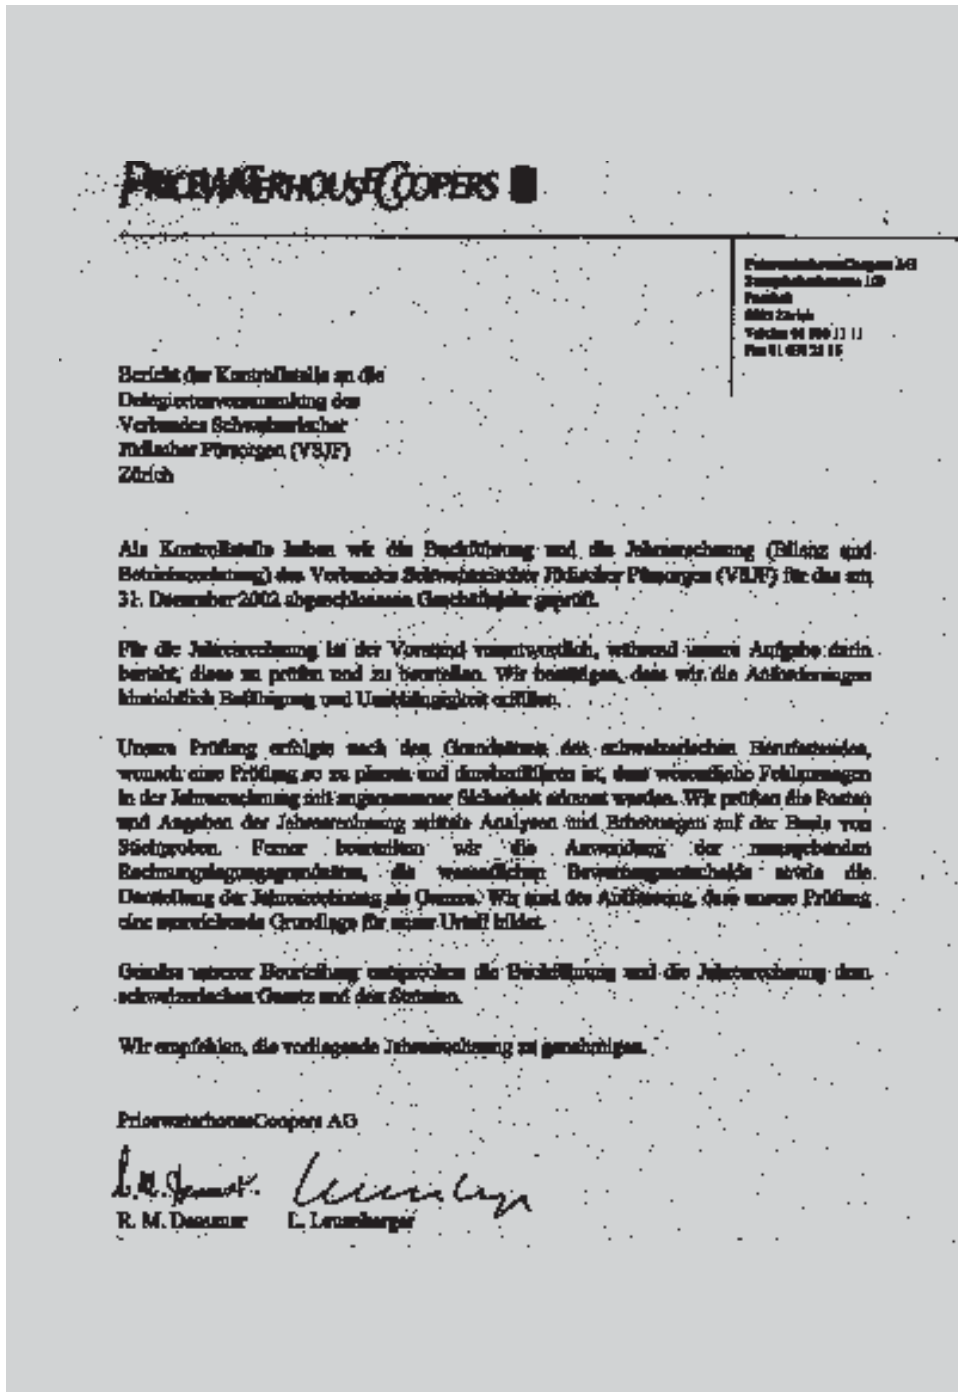 PRICEWATERHOUSECOOPERS
PricewaterhouseCoopers AG
Postfach
Zürich
Bericht der Kontrollstelle an die
Delegiertenversammlung des
Verbandes Schweizerischer
Jüdischer Fürsorgen (VSJF)
Zürich
Als Kontrollstelle haben wir die Buchführung und die Jahresrechnung (Bilanz und
Betriebsrechnung) des Verbandes Schweizerischer Jüdischer Fürsorgen (VSJF) für das am
31. Dezember 2002 abgeschlossene Geschäftsjahr geprüft.
Für die Jahresrechnung ist der Vorstand verantwortlich, während unsere Aufgabe darin
besteht, diese zu prüfen und zu beurteilen. Wir bestätigen, dass wir die Anforderungen
hinsichtlich Befähigung und Unabhängigkeit erfüllen.
Unsere Prüfung erfolgte nach den Grundsätzen des schweizerischen Berufsstandes,
wonach eine Prüfung so zu planen und durchzuführen ist, dass wesentliche Fehlaussagen
in der Jahresrechnung mit angemessener Sicherheit erkannt werden. Wir prüften die Posten
und Angaben der Jahresrechnung mittels Analysen und Erhebungen auf der Basis von
Stichproben. Ferner beurteilten wir die Anwendung der massgebenden
Rechnungslegungsgrundsätze, die wesentlichen Bewertungsentscheide sowie die
Darstellung der Jahresrechnung als Ganzes. Wir sind der Auffassung, dass unsere Prüfung
eine ausreichende Grundlage für unser Urteil bildet.
Gemäss unserer Beurteilung entsprechen die Buchführung und die Jahresrechnung dem
schweizerischen Gesetz und den Statuten.
Wir empfehlen, die vorliegende Jahresrechnung zu genehmigen.
PricewaterhouseCoopers AG
R. M. L. Leuenberger